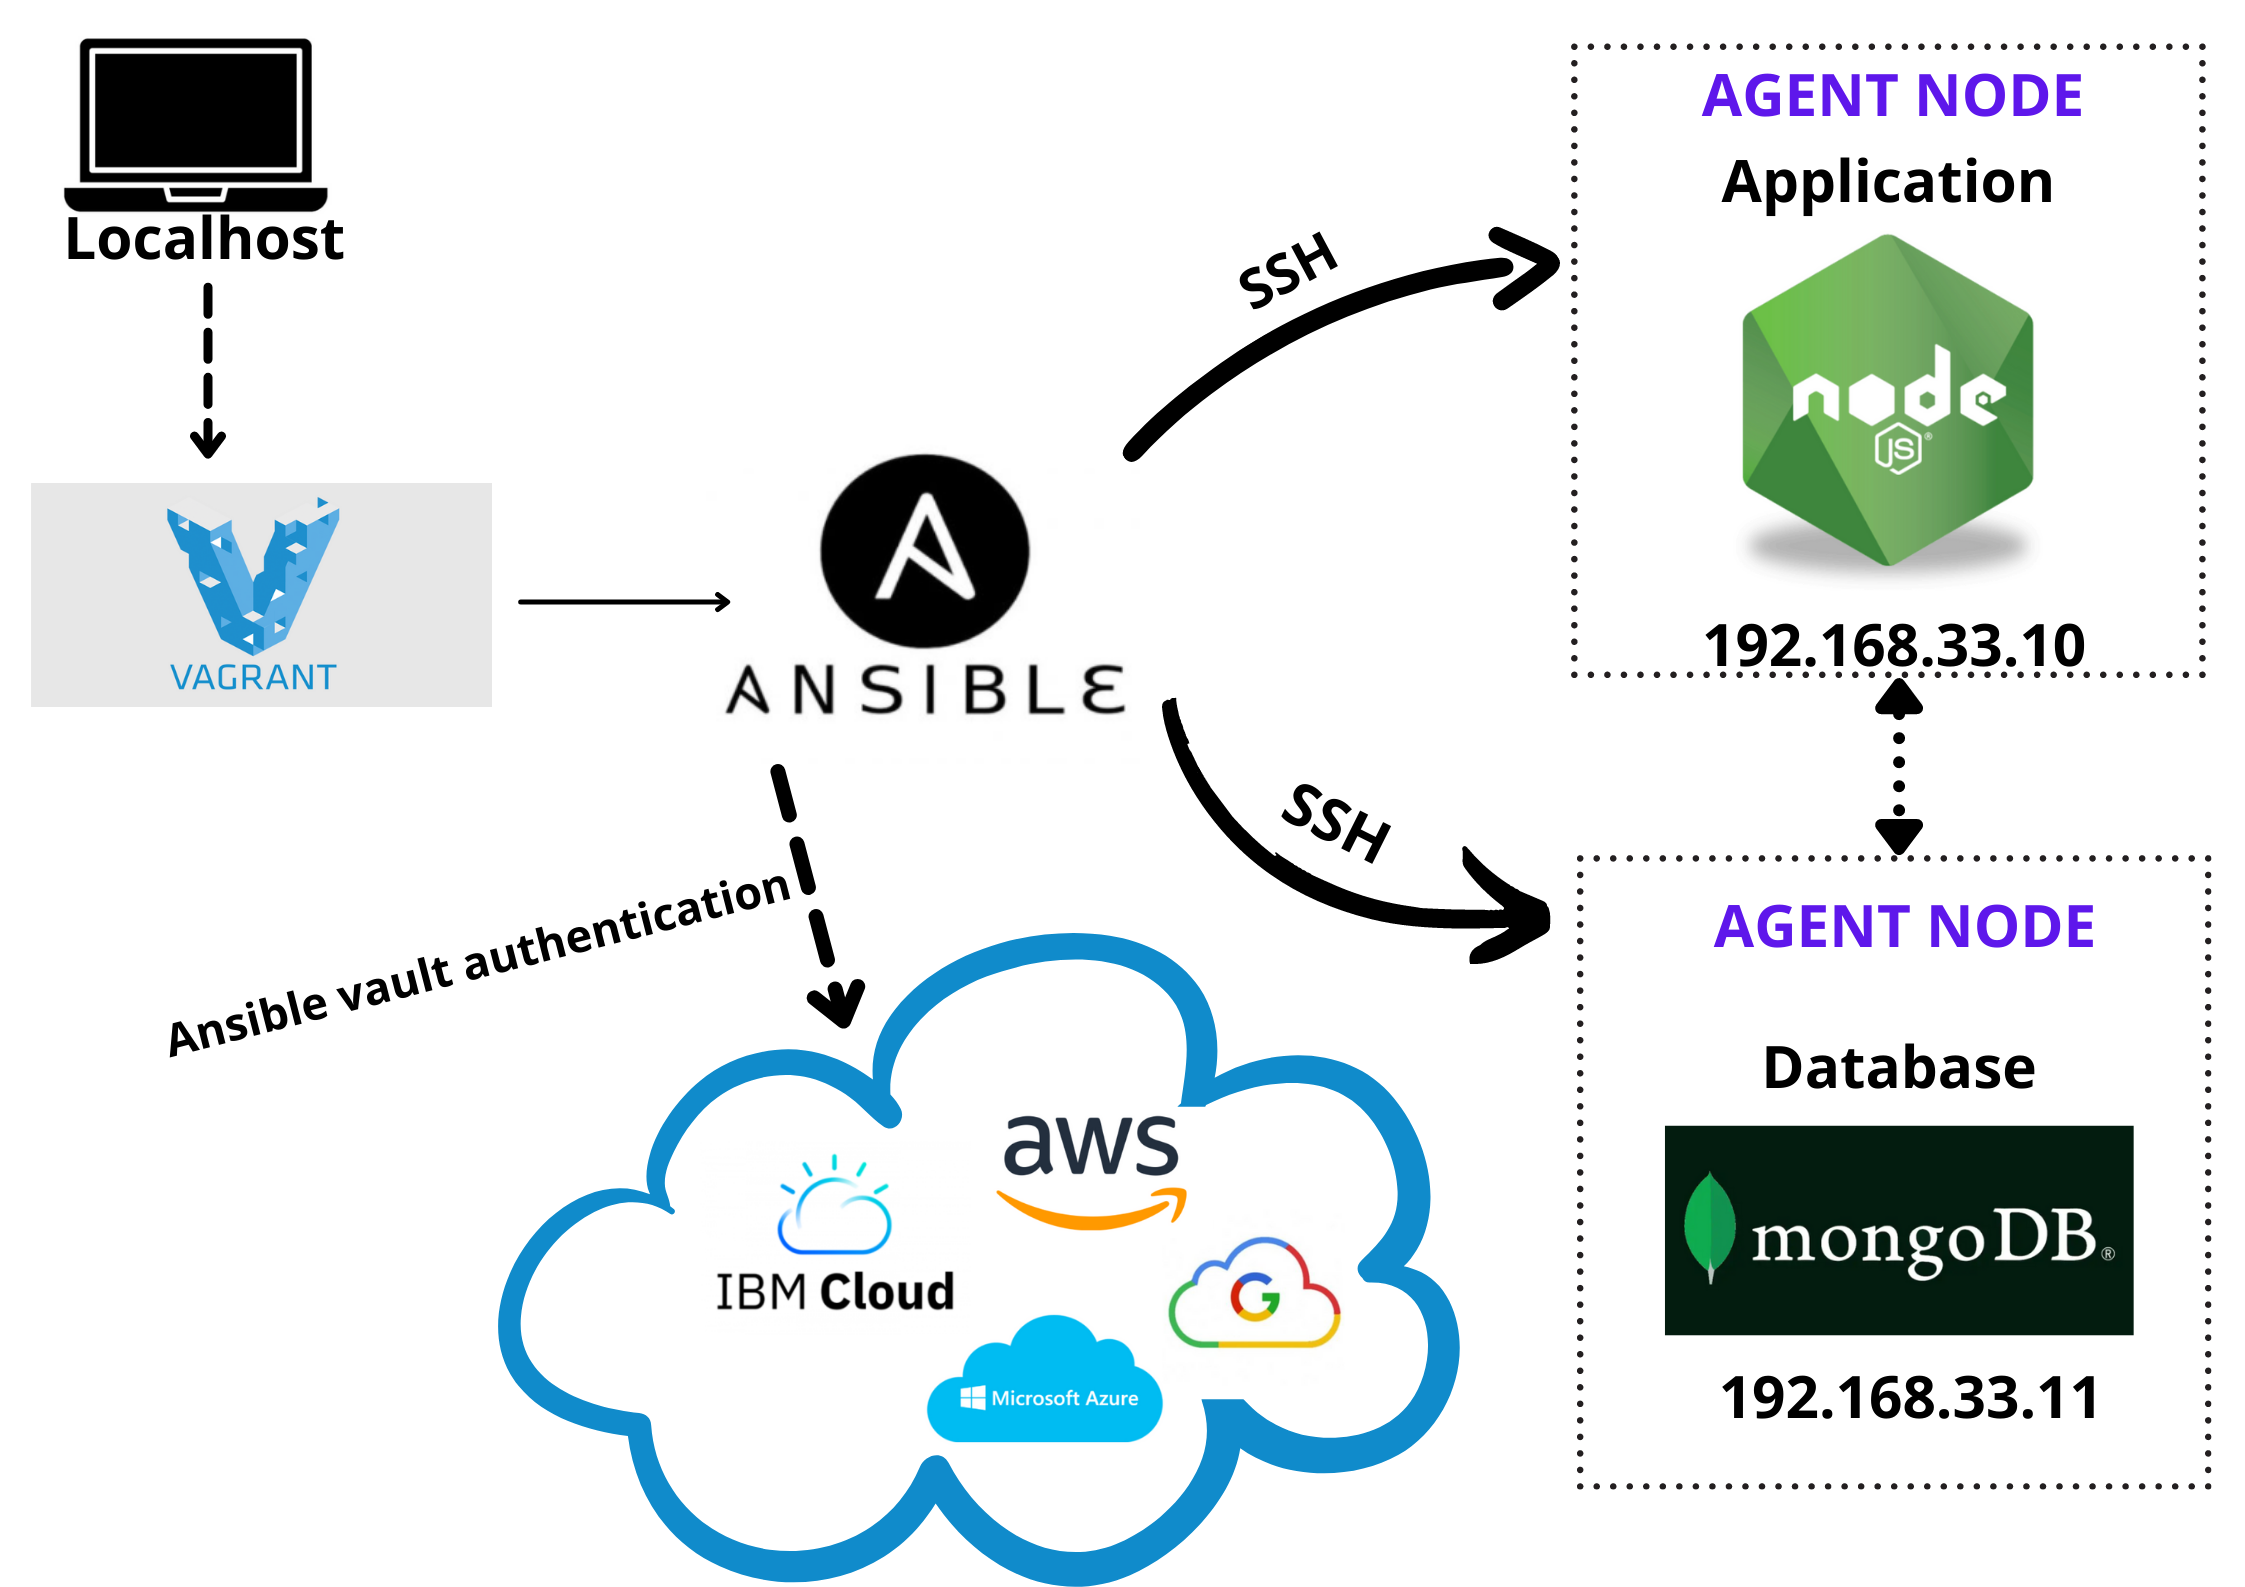 Localhost
VAGRANT
ANSIBLE
SSH
SSH
Ansible vault authentication
AGENT NODE
Application
node
JS®
192.168.33.10
AGENT NODE
Database
mongoDB®
192.168.33.11
aws
IBM Cloud
G
Microsoft Azure